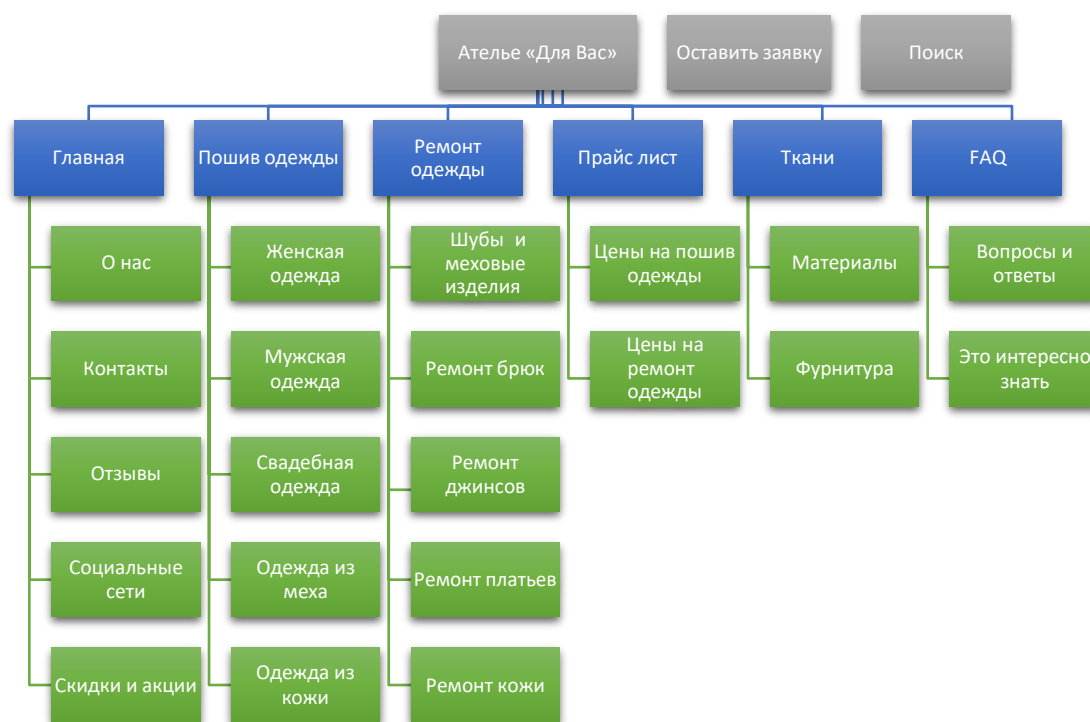 Ателье «Для Вас»
Оставить заявку
Поиск
Главная
Пошив одежды
Ремонт
одежды
Прайс лист
Ткани
FAQ
О нас
Контакты
Отзывы
Социальные
сети
Скидки и акции
Женская
одежда
Мужская
одежда
Свадебная
одежда
Одежда из
меха
Одежда из
кожи
Шубы и
меховые
изделия
Ремонт брюк
Ремонт
джинсов
Ремонт платьев
Ремонт кожи
Цены на пошив
одежды
Цены на
ремонт
одежды
Материалы
Фурнитура
Вопросы и
ответы
Это интересно
знать